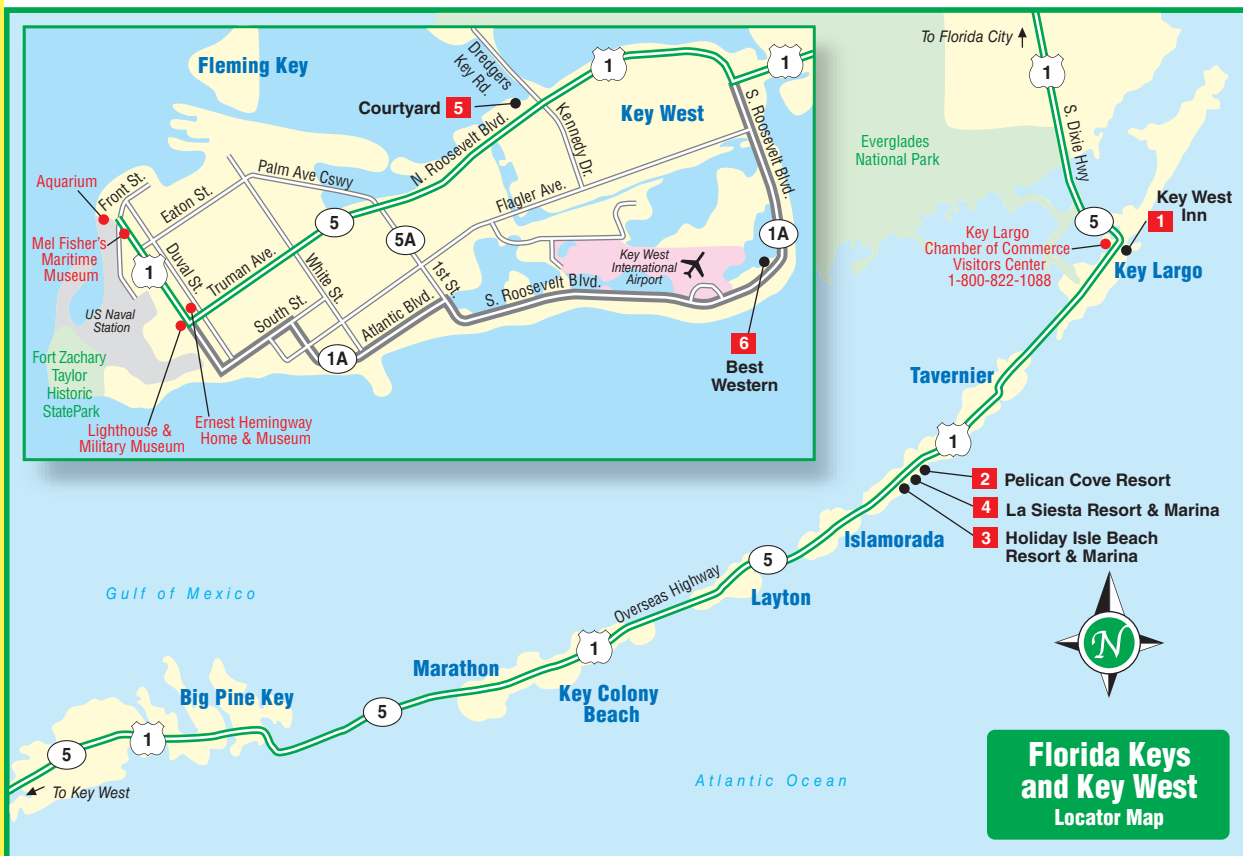 Fleming Key
Dredgers
Key Rd.
1
1
Courtyard 5
N. Roosevelt Blvd.
Kennedy Dr.
Key West
S. Roosevelt Blvd.
Palm Ave Cswy
Aquarium
Front St.
Eaton St.
Flagler Ave.
5
5A
1A
Mel Fisher's
Maritime
Museum
1
Duval St.
Truman Ave.
White St.
1st St.
Key West
International
Airport
S. Roosevelt Blvd.
US Naval
Station
South St.
Atlantic Blvd.
1A
6
Best
Western
Fort Zachary
Taylor
Historic
StatePark
Lighthouse &
Military Museum
Ernest Hemingway
Home & Museum
To Florida City
1
S. Dixie Hwy
Everglades
National Park
Key West
Inn
1
5
Key Largo
Chamber of Commerce
Visitors Center
1-800-822-1088
Key Largo
Tavernier
1
2 Pelican Cove Resort
4 La Siesta Resort & Marina
3 Holiday Isle Beach
Resort & Marina
Islamorada
5
Layton
Overseas Highway
Gulf of Mexico
1
Marathon
Key Colony
Beach
Big Pine Key
5
1
5
To Key West
Atlantic Ocean
N
Florida Keys
and Key West
Locator Map